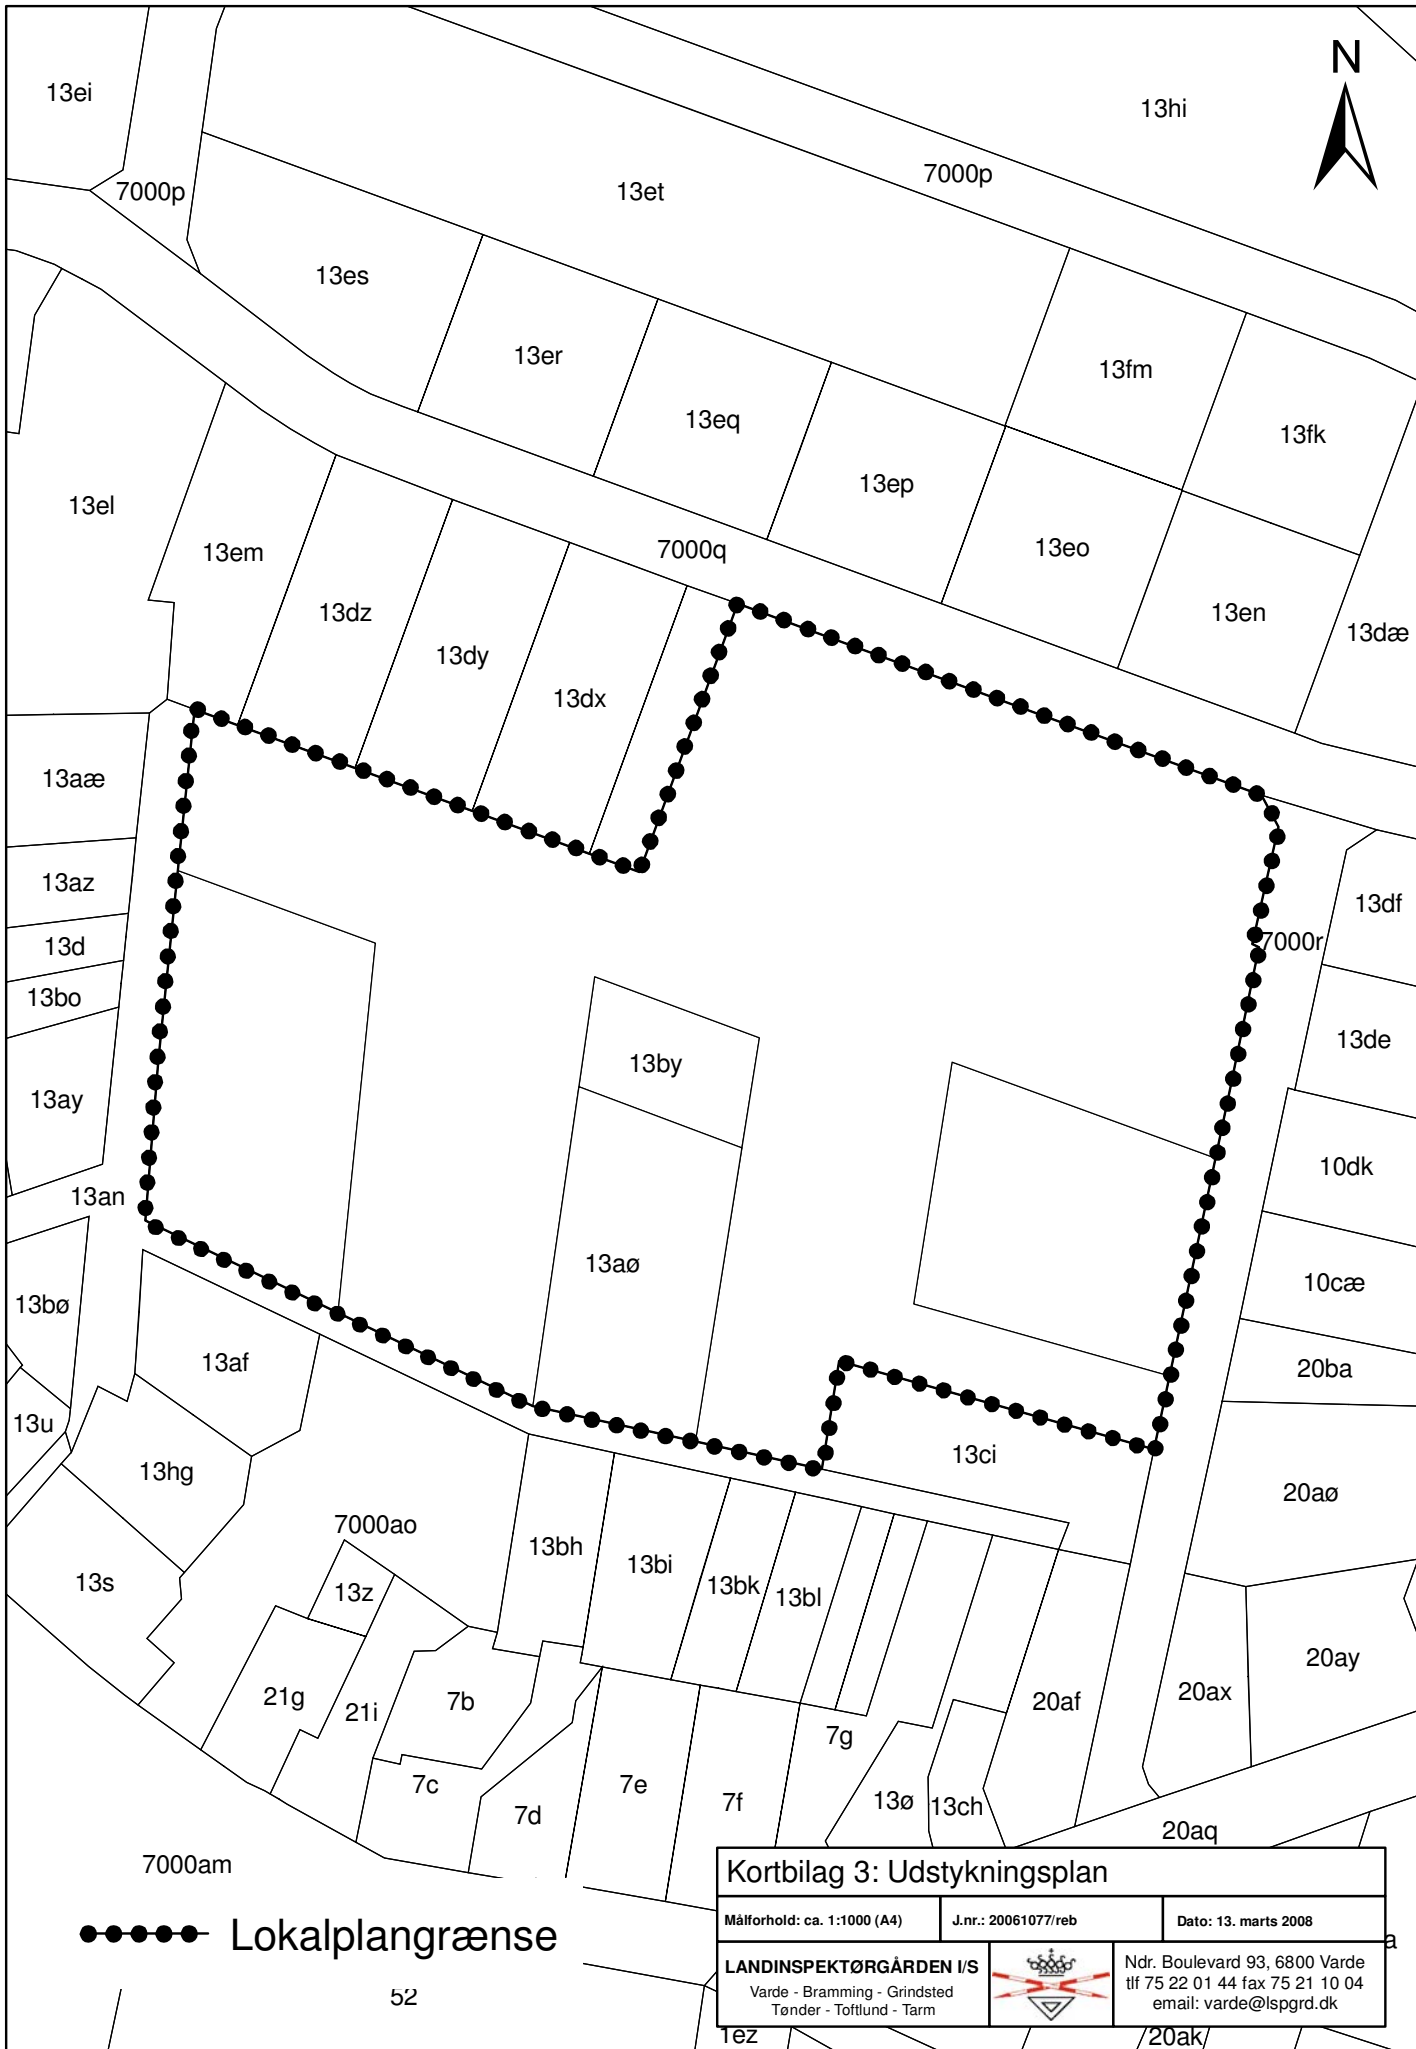 13ei
N
13hi
7000p
7000p
13et
13es
13er
13fm
13eq
13fk
13ep
13el
13em
7000q
13eo
13en
13dz
13dæ
13dy
13dx
13aæ
13az
13df
13d
7000r
13bo
13de
13by
13ay
10dk
13an
13aø
10cæ
13bø
13af
20ba
13u
13ci
13hg
20aø
7000ao
13bh
13bi
13s
13z
13bk
13bl
20ay
21g
7b
20af
20ax
21i
7g
7c
7e
7f
13ø
13ch
7d
20aq
7000am
Kortbilag 3: Udstykningsplan
Målforhold: ca. 1:1000 (A4)
J.nr.: 20061077/reb
Dato: 13. marts 2008
a
Lokalplangrænse
LANDINSPEKTØRGÅRDEN I/S
Varde - Bramming - Grindsted
Tønder - Toftlund - Tarm
Ndr. Boulevard 93, 6800 Varde
tlf 75 22 01 44 fax 75 21 10 04
email: varde@lspgrd.dk
52
1ez
20ak